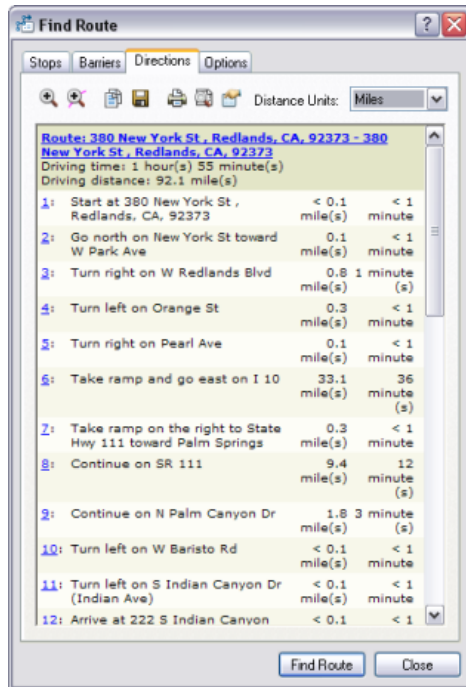 Find Route
Stops Barriers Directions Options
Distance Units: Miles
Route: 380 New York St , Redlands, CA, 92373 - 380
New York St , Redlands, CA, 92373
Driving time: 1 hour(s) 55 minute(s)
Driving distance: 92.1 mile(s)
1: Start at 380 New York St , < 0.1 < 1
Redlands, CA, 92373 mile(s) minute
2: Go north on New York St toward 0.1 < 1
W Park Ave mile(s) minute
3: Turn right on W Redlands Blvd 0.8 1 minute
mile(s) (s)
4: Turn left on Orange St 0.3 < 1
mile(s) minute
5: Turn right on Pearl Ave 0.1 < 1
mile(s) minute
6: Take ramp and go east on I 10 33.1 36
mile(s) minute
(s)
7: Take ramp on the right to State 0.3 < 1
Hwy 111 toward Palm Springs mile(s) minute
8: Continue on SR 111 9.4 12
mile(s) minute
(s)
9: Continue on N Palm Canyon Dr 1.8 3 minute
mile(s) (s)
10: Turn left on W Baristo Rd < 0.1 < 1
mile(s) minute
11: Turn left on S Indian Canyon Dr < 0.1 < 1
(Indian Ave) mile(s) minute
12: Arrive at 222 S Indian Canyon < 0.1 < 1
Find Route Close